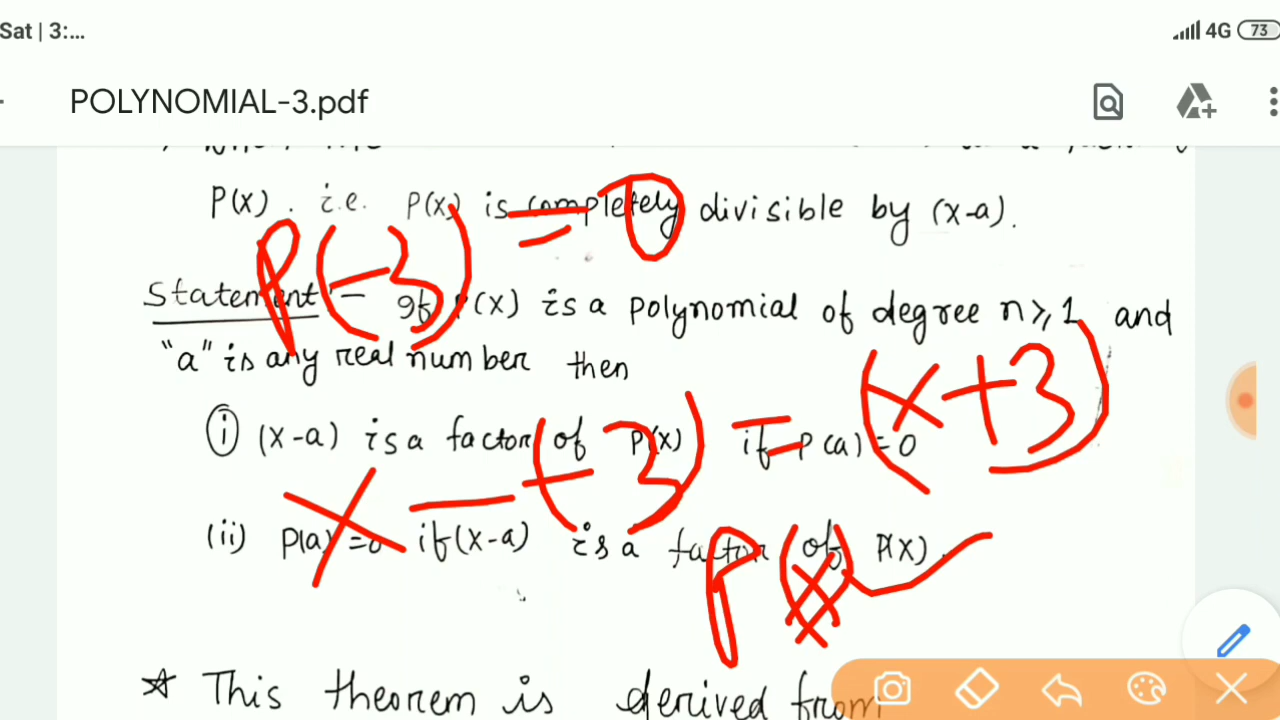 Sat | 3:...
4G 73
POLYNOMIAL-3.pdf
P(x). i.e. P(x) is completely divisible by (x-a).
P(-3) = 0
Statement :- If P(x) is a polynomial of degree n⩾1 and
"a" is any real number then
(x+3)
(i) (x-a) is a factor of P(x) if P(a)=0
x-(-3) =
(ii) P(a)=0 if (x-a) is a factor of P(x).
P(x)
☆ This theorem is derived from